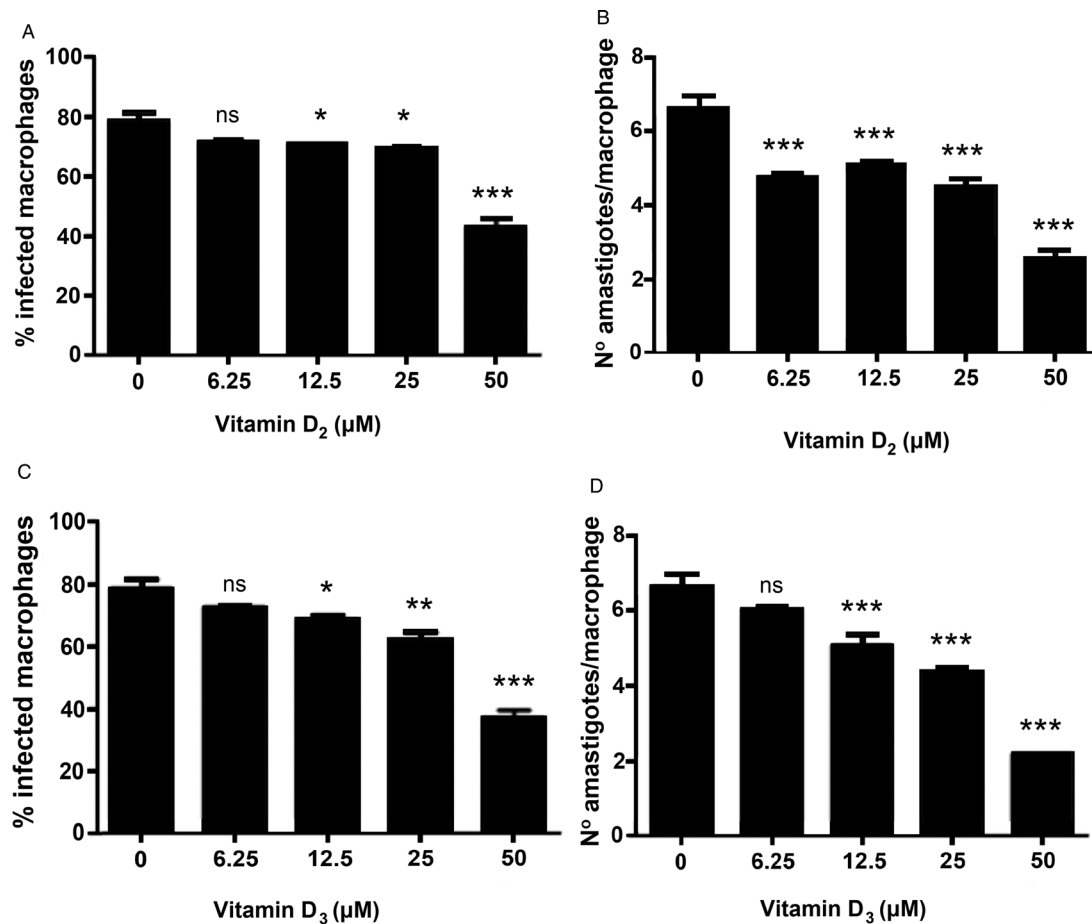 A
% infected macrophages
100
80
60
40
20
0
ns
*
*
***
0 6.25 12.5 25 50
Vitamin D₂ (μM)
B
Nº amastigotes/macrophage
8
6
4
2
0
***
***
***
***
0 6.25 12.5 25 50
Vitamin D₂ (μM)
C
% infected macrophages
100
80
60
40
20
0
ns
*
**
***
0 6.25 12.5 25 50
Vitamin D₃ (μM)
D
Nº amastigotes/macrophage
8
6
4
2
0
ns
***
***
***
0 6.25 12.5 25 50
Vitamin D₃ (μM)